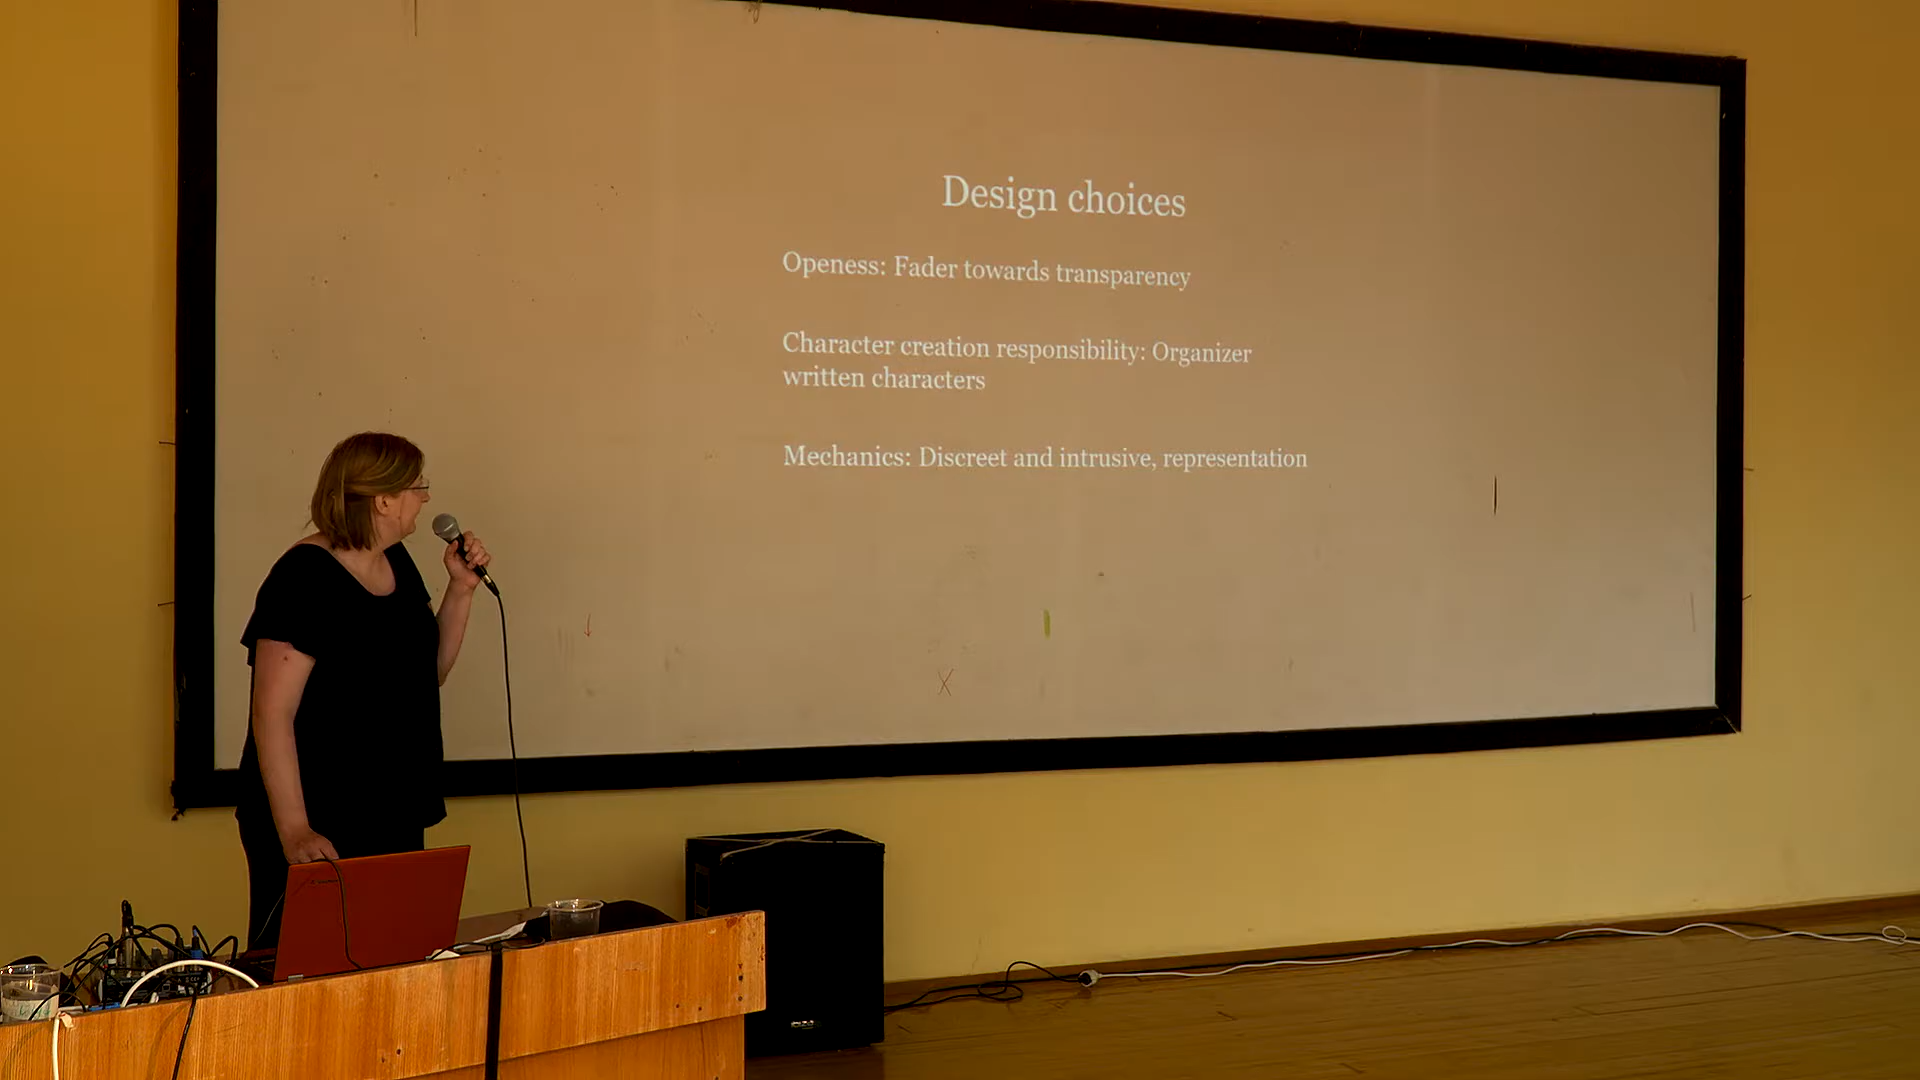 Design choices
Openess: Fader towards transparency
Character creation responsibility: Organizer
written characters
Mechanics: Discreet and intrusive, representation